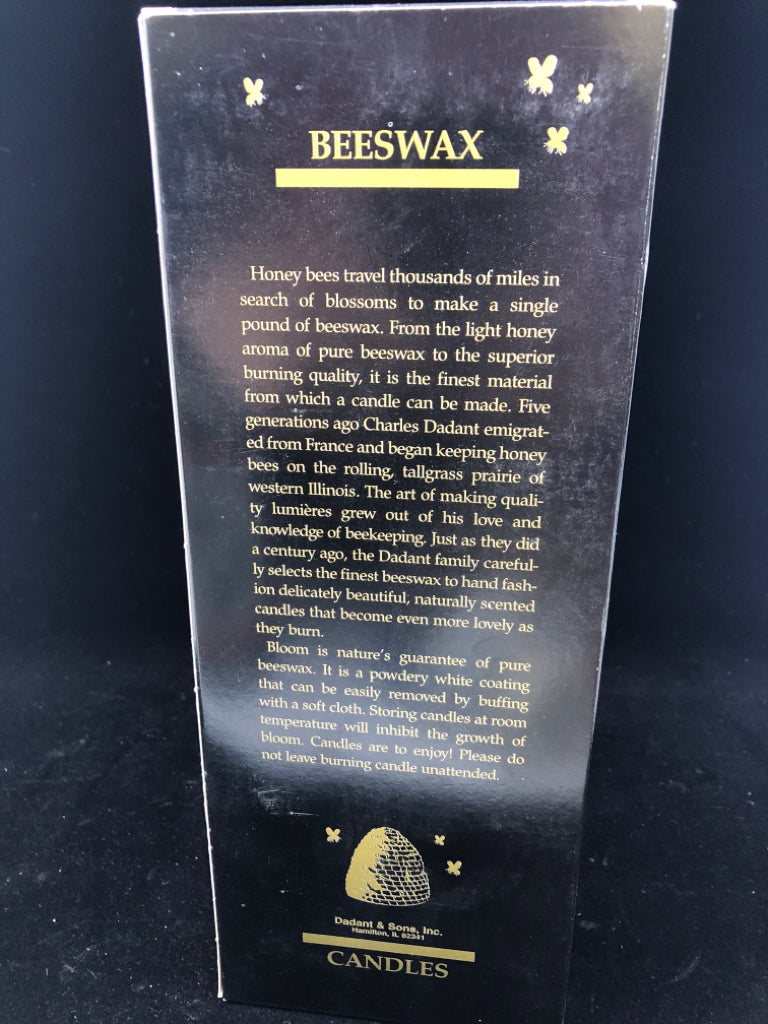 BEESWAX
Honey bees travel thousands of miles in
search of blossoms to make a single
pound of beeswax. From the light honey
aroma of pure beeswax to the superior
burning quality, it is the finest material
from which a candle can be made. Five
generations ago Charles Dadant emigrat-
ed from France and began keeping honey
bees on the rolling, tallgrass prairie of
western Illinois. The art of making quali-
ty lumières grew out of his love and
knowledge of beekeeping. Just as they did
a century ago, the Dadant family careful-
ly selects the finest beeswax to hand fash-
ion delicately beautiful, naturally scented
candles that become even more lovely as
they burn.
Bloom is nature's guarantee of pure
beeswax. It is a powdery white coating
that can be easily removed by buffing
with a soft cloth. Storing candles at room
temperature will inhibit the growth of
bloom. Candles are to enjoy! Please do
not leave burning candle unattended.
Dadant & Sons, Inc.
Hamilton, IL 62341
CANDLES